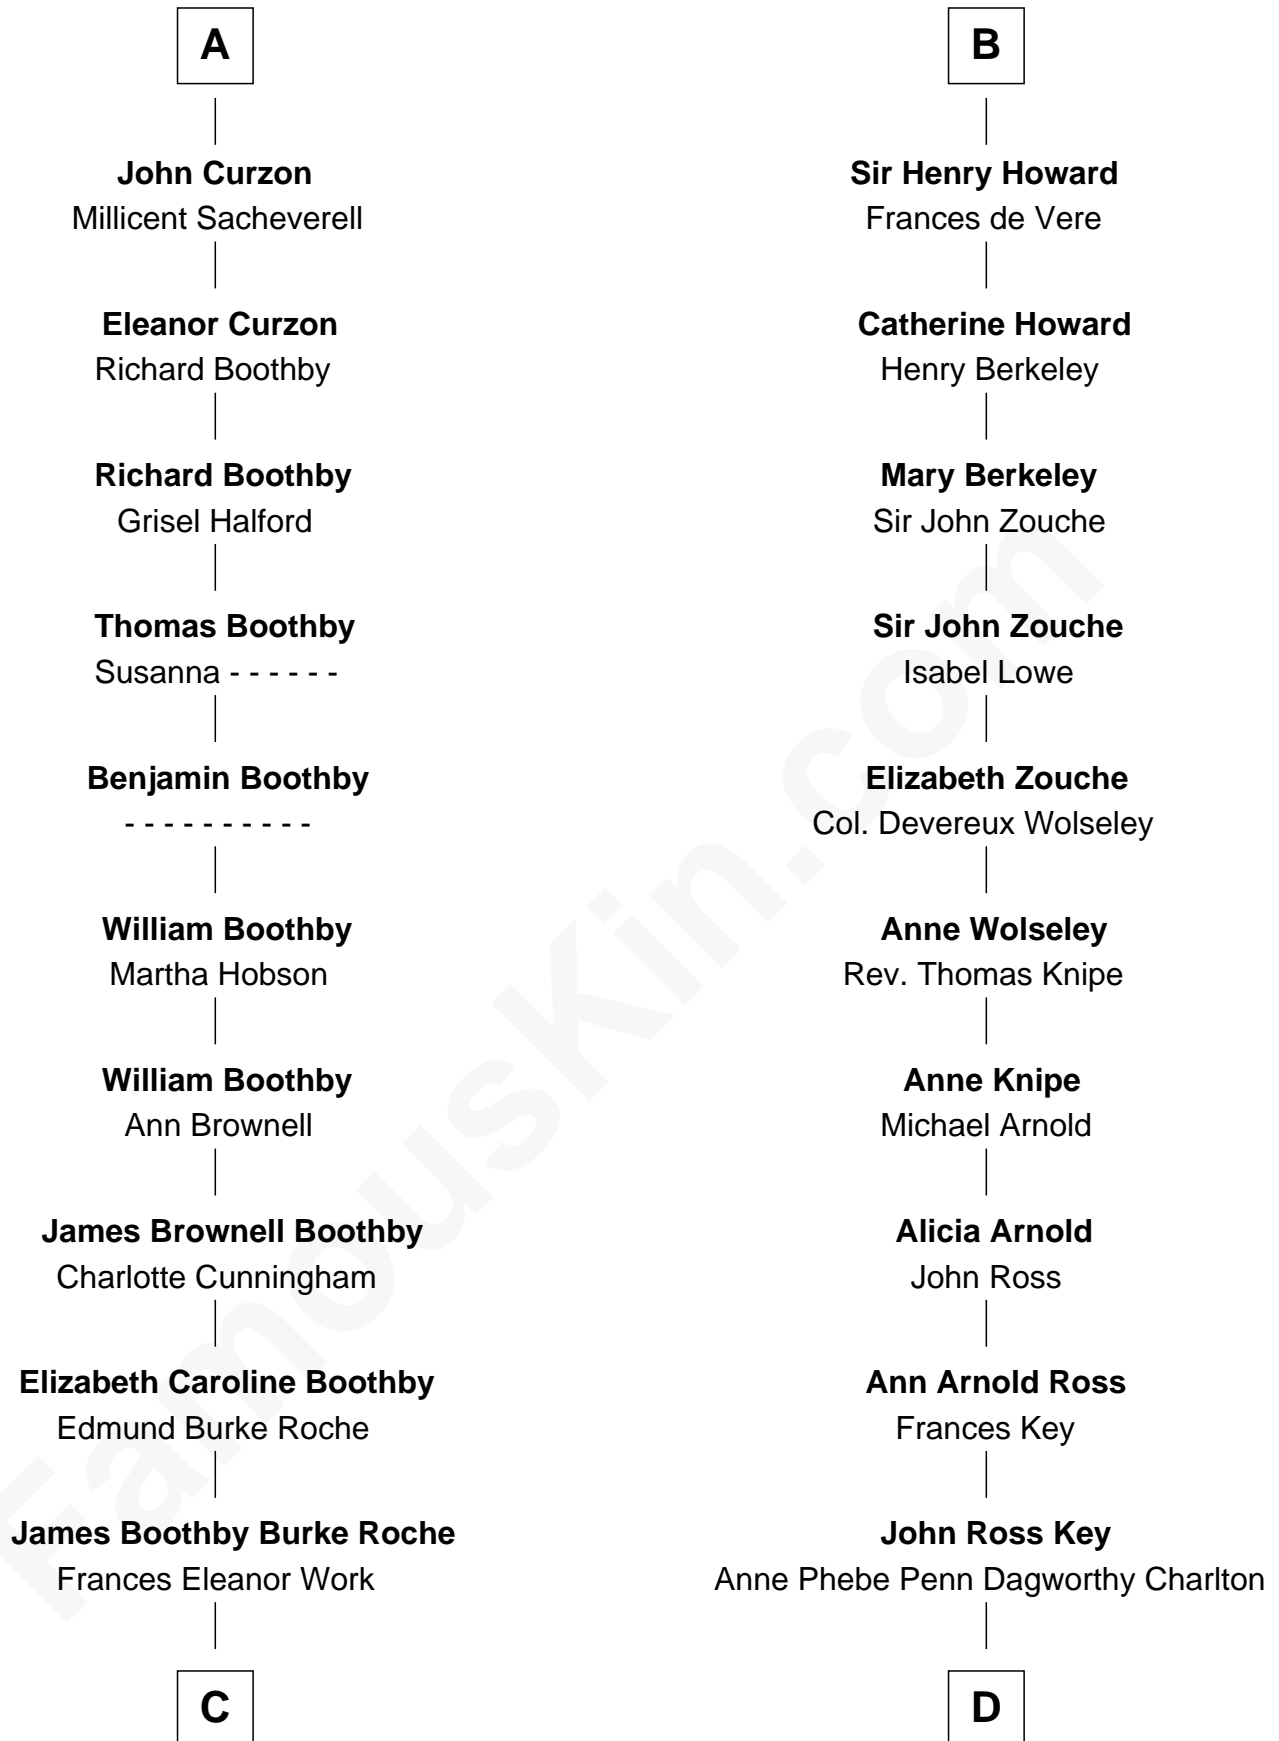 A
John Curzon
Millicent Sacheverell
Eleanor Curzon
Richard Boothby
Richard Boothby
Grisel Halford
Thomas Boothby
Susanna - - - - - -
Benjamin Boothby
- - - - - - - - - -
William Boothby
Martha Hobson
William Boothby
Ann Brownell
James Brownell Boothby
Charlotte Cunningham
Elizabeth Caroline Boothby
Edmund Burke Roche
James Boothby Burke Roche
Frances Eleanor Work
C
B
Sir Henry Howard
Frances de Vere
Catherine Howard
Henry Berkeley
Mary Berkeley
Sir John Zouche
Sir John Zouche
Isabel Lowe
Elizabeth Zouche
Col. Devereux Wolseley
Anne Wolseley
Rev. Thomas Knipe
Anne Knipe
Michael Arnold
Alicia Arnold
John Ross
Ann Arnold Ross
Frances Key
John Ross Key
Anne Phebe Penn Dagworthy Charlton
D
FamousKin.com